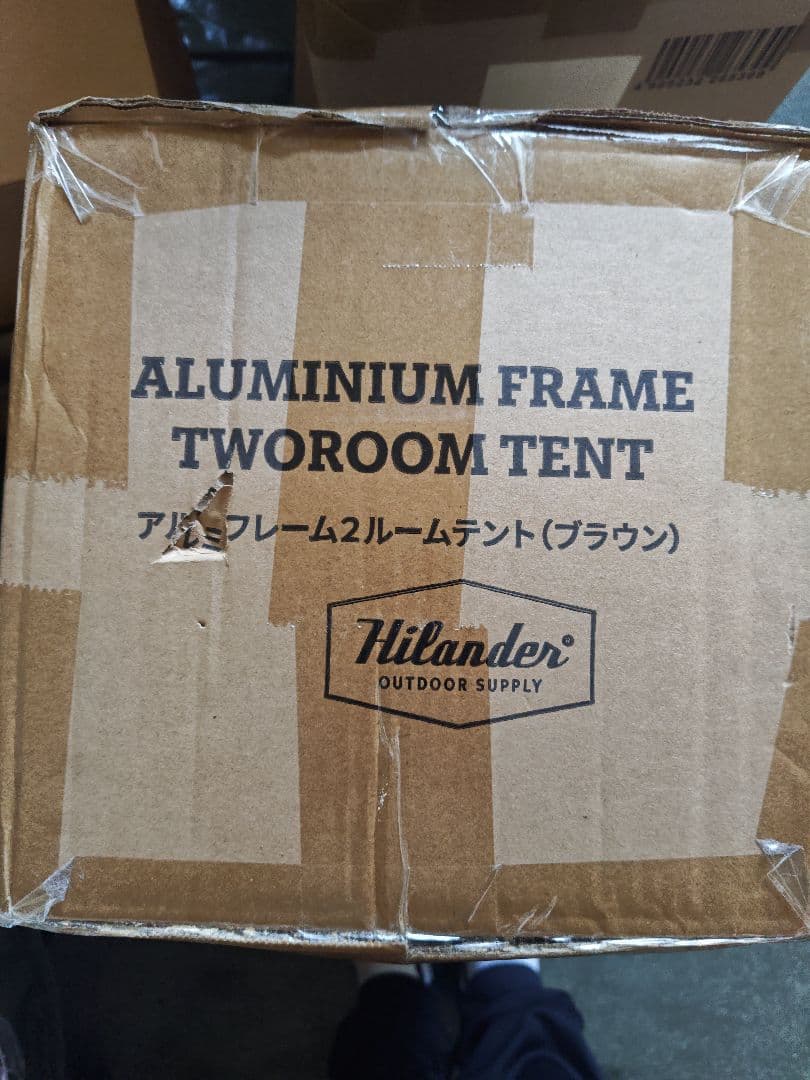 ALUMINIUM FRAME
TWOROOM TENT
アルミフレーム2ルームテント(ブラウン)
Hilander®
OUTDOOR SUPPLY